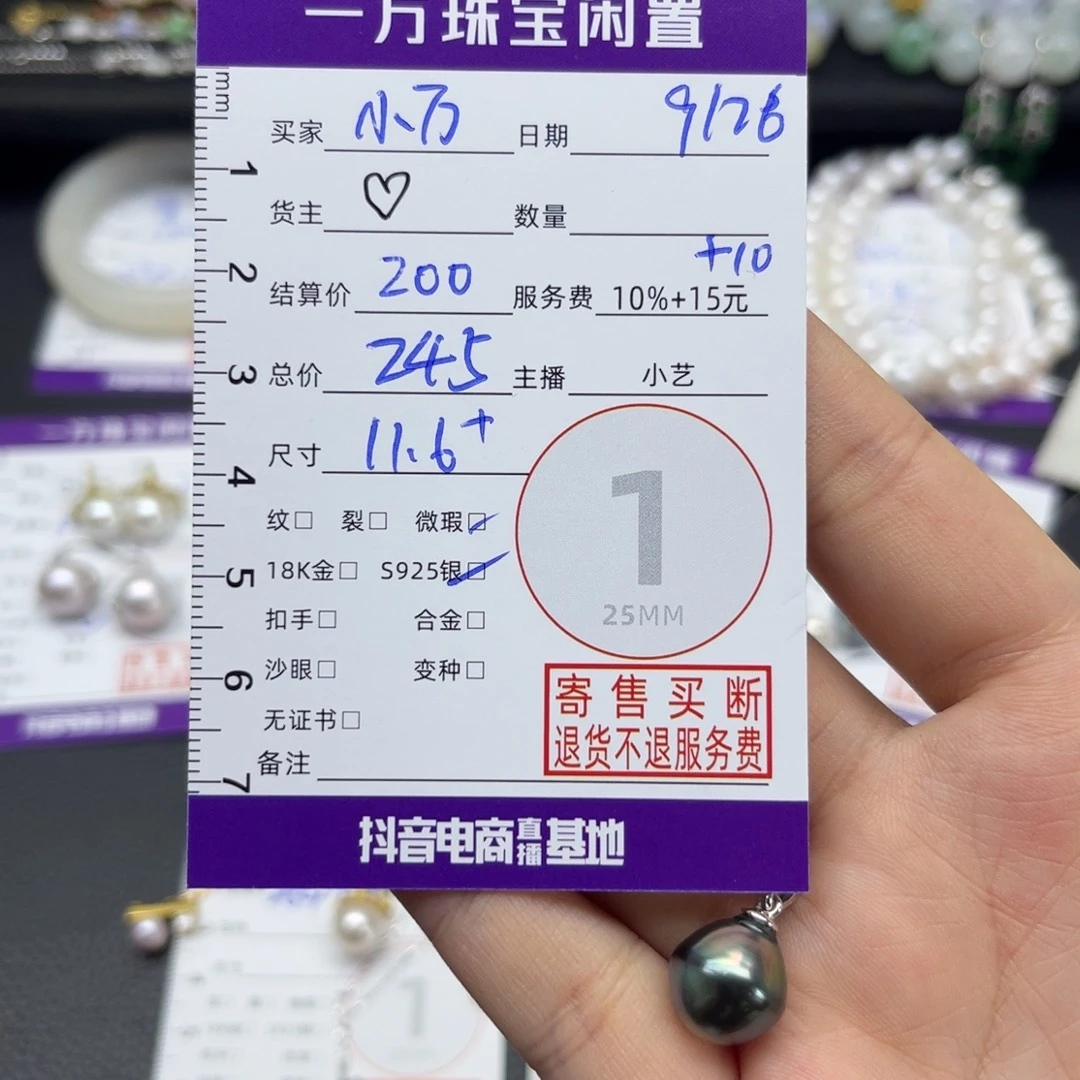 一万珠宝闲置
mm
买家 小万 日期 9/26
货主 ♡ 数量
+10
结算价 200 服务费 10%+15元
总价 245 主播 小艺
尺寸 11.6+
纹□ 裂□ 微瑕☑
18K金□ S925银☑
扣手□ 合金□
沙眼□ 变种□
无证书□
备注
1
25MM
寄售买断
退货不退服务费
1
2
3
4
5
6
7
抖音电商直播基地
1